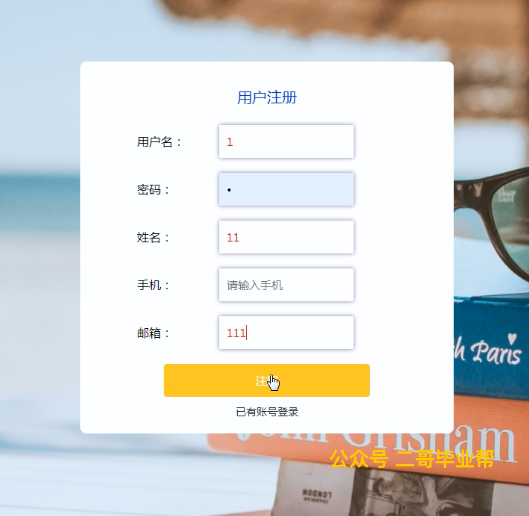 用户注册
用户名：
1
密码：
•
姓名：
11
手机：
请输入手机
邮箱：
111
注
已有账号登录
h Paris
John Grisham
公众号 二哥毕业帮
LONDON